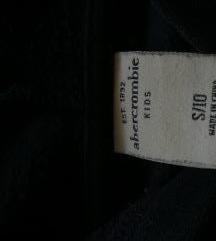 EST. 1892
abercrombie
KIDS
S/10
MADE IN CHINA